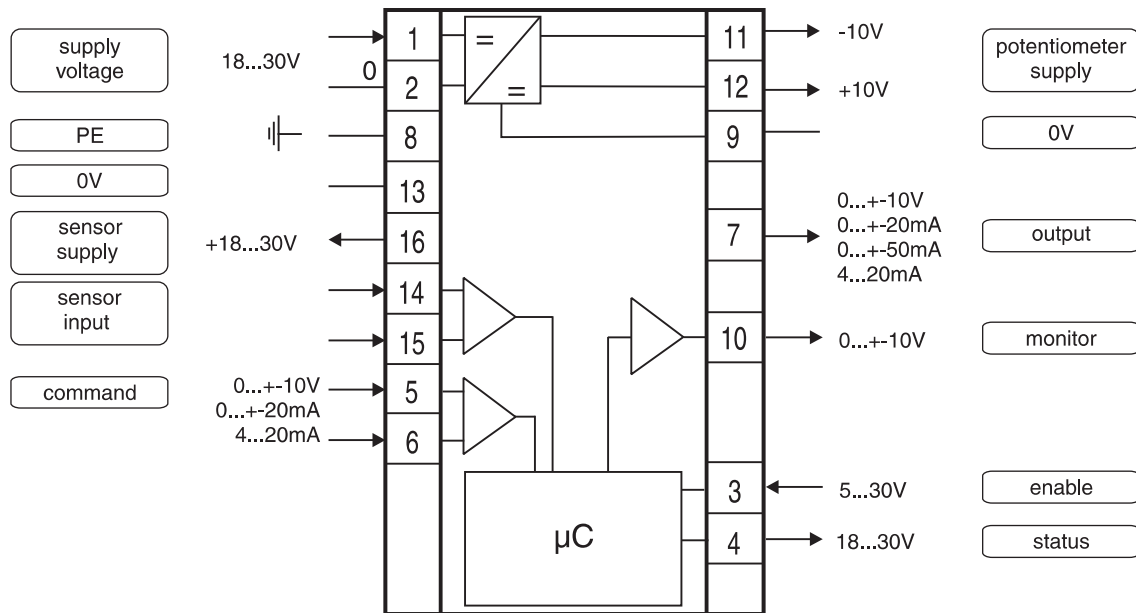 supply
voltage
18...30V
0
1
2
=
=
11
-10V
12
+10V
potentiometer
supply
PE
8
9
0V
0V
13
sensor
supply
+18...30V
16
7
0...+-10V
0...+-20mA
0...+-50mA
4...20mA
output
sensor
input
14
15
10
0...+-10V
monitor
command
0...+-10V
0...+-20mA
4...20mA
5
6
µC
3
5...30V
enable
4
18...30V
status